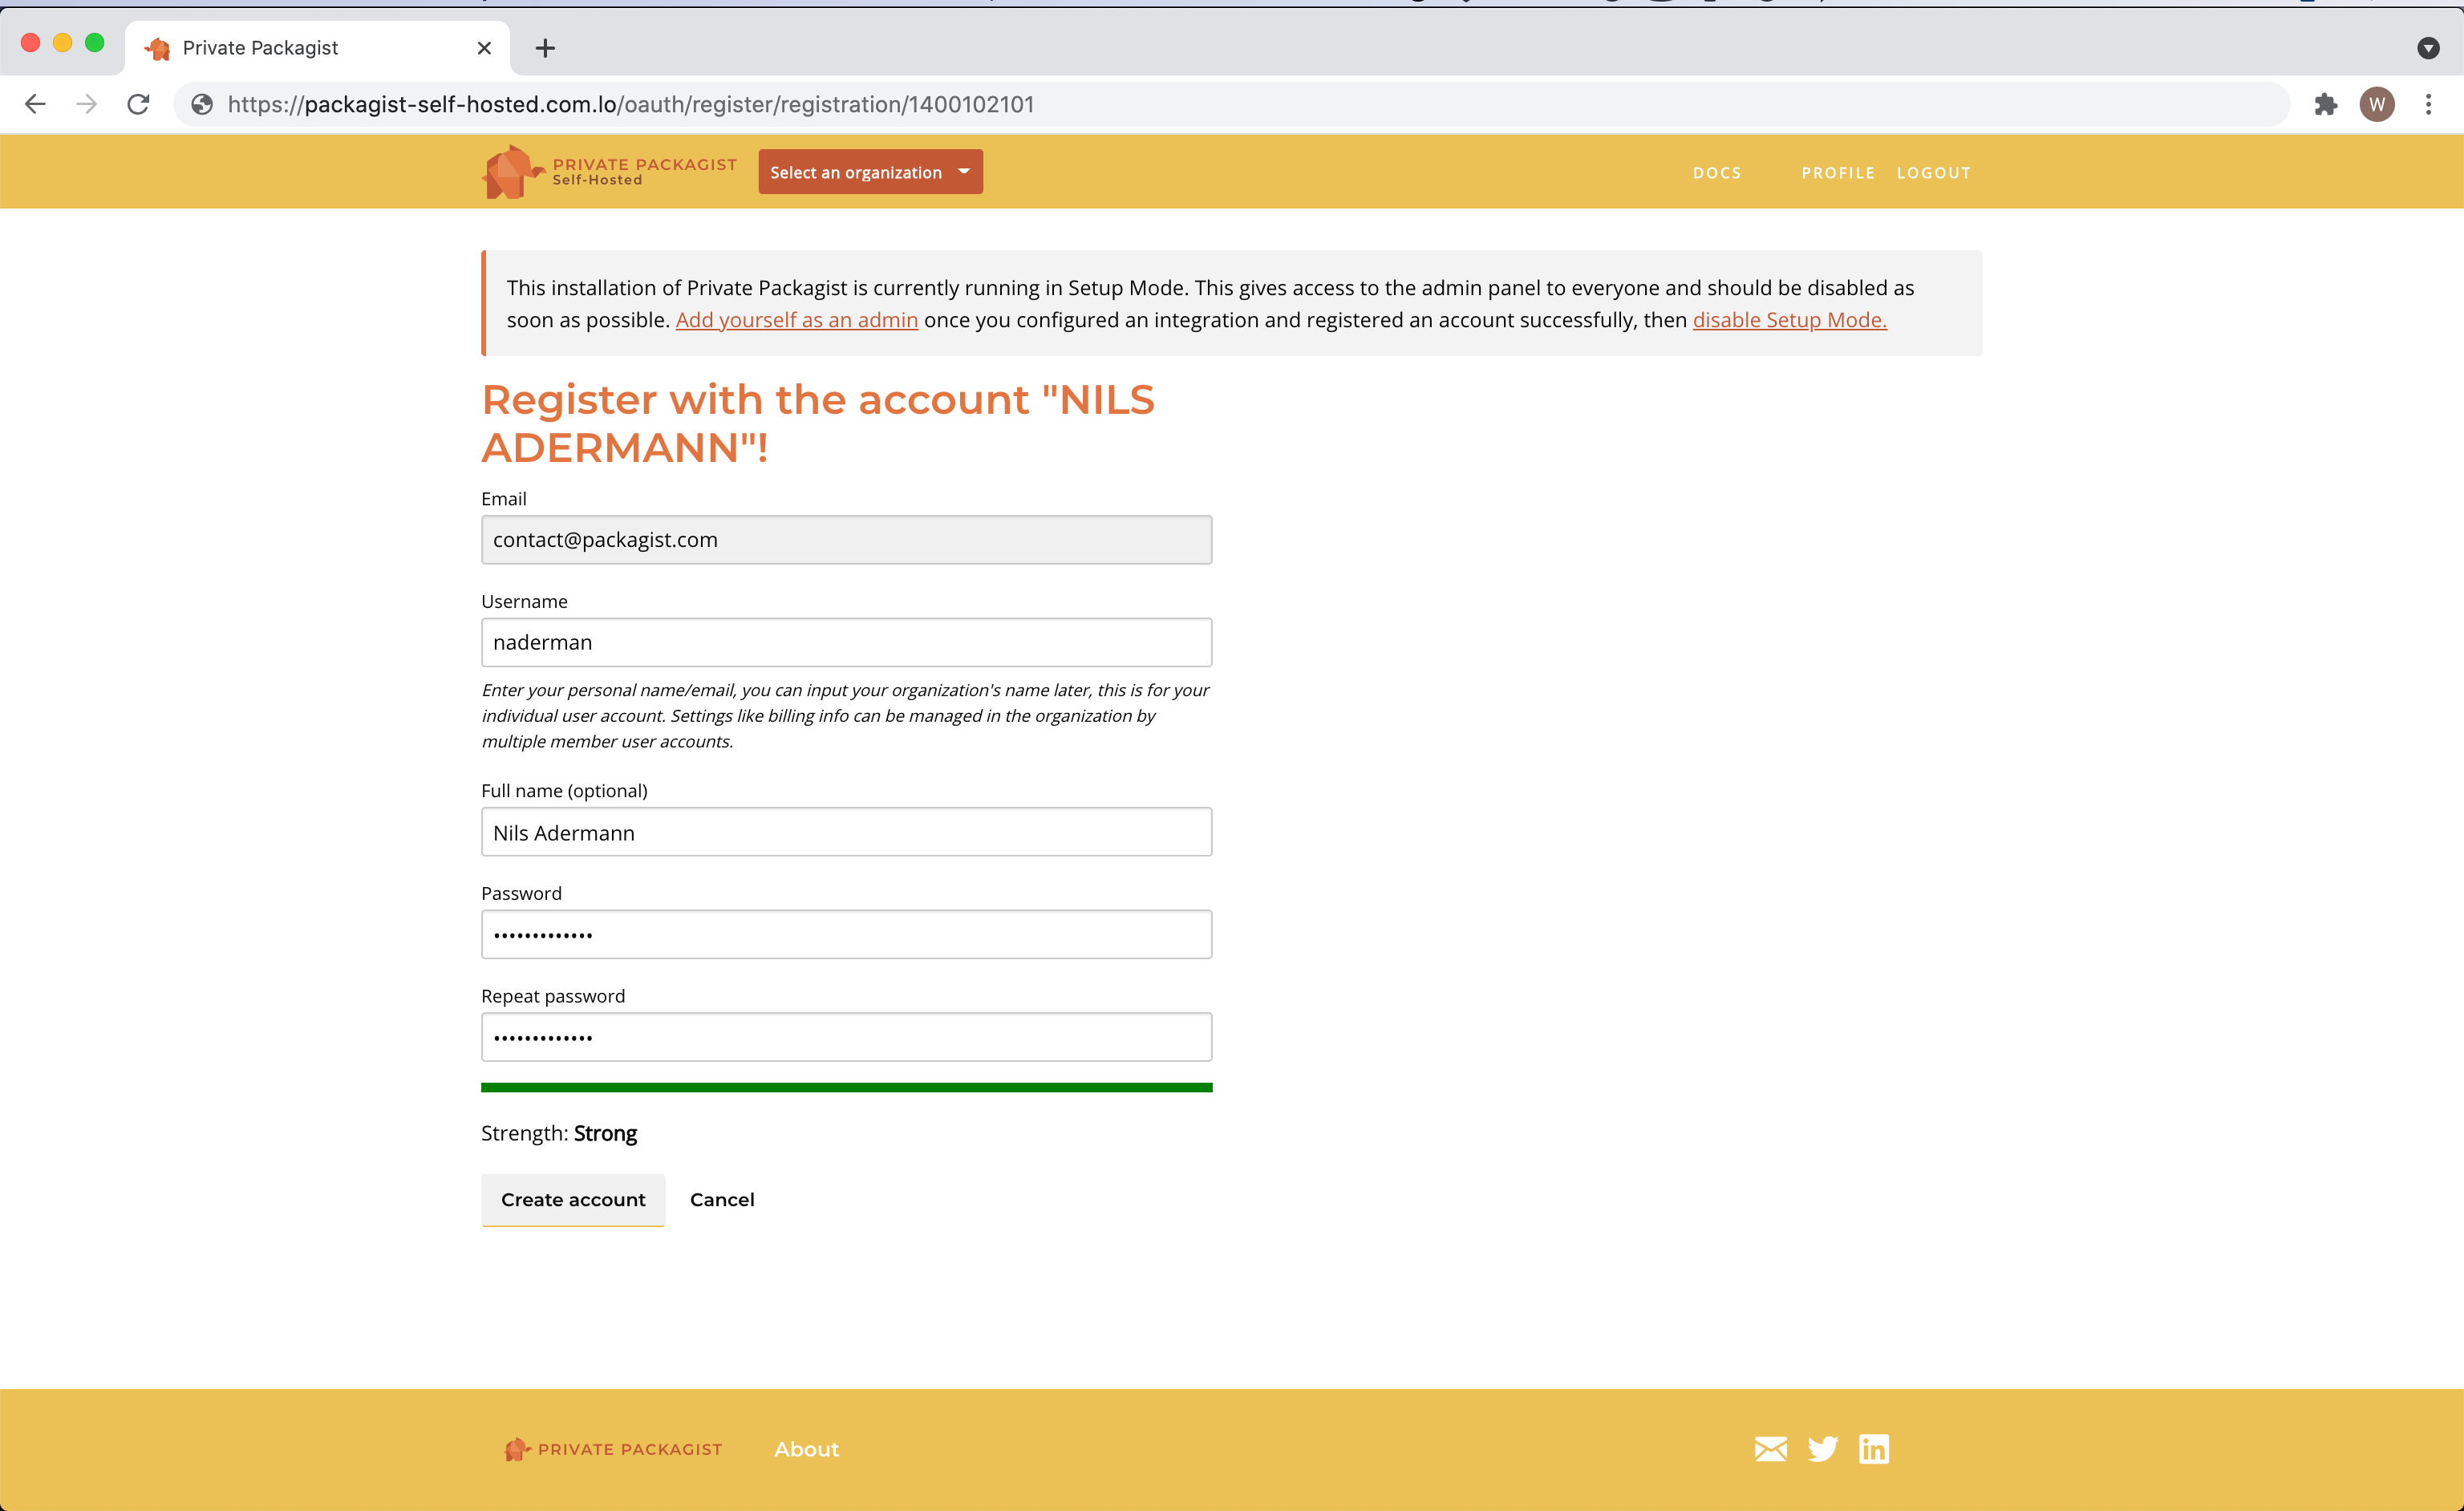 Private Packagist
https://packagist-self-hosted.com.lo/oauth/register/registration/1400102101
W
PRIVATE PACKAGIST
Self-Hosted
Select an organization
DOCS
PROFILE
LOGOUT
This installation of Private Packagist is currently running in Setup Mode. This gives access to the admin panel to everyone and should be disabled as
soon as possible. Add yourself as an admin once you configured an integration and registered an account successfully, then disable Setup Mode.
Register with the account "NILS
ADERMANN"!
Email
contact@packagist.com
Username
naderman
Enter your personal name/email, you can input your organization's name later, this is for your
individual user account. Settings like billing info can be managed in the organization by
multiple member user accounts.
Full name (optional)
Nils Adermann
Password
•••••••••••••
Repeat password
•••••••••••••
Strength: Strong
Create account
Cancel
PRIVATE PACKAGIST
About
in